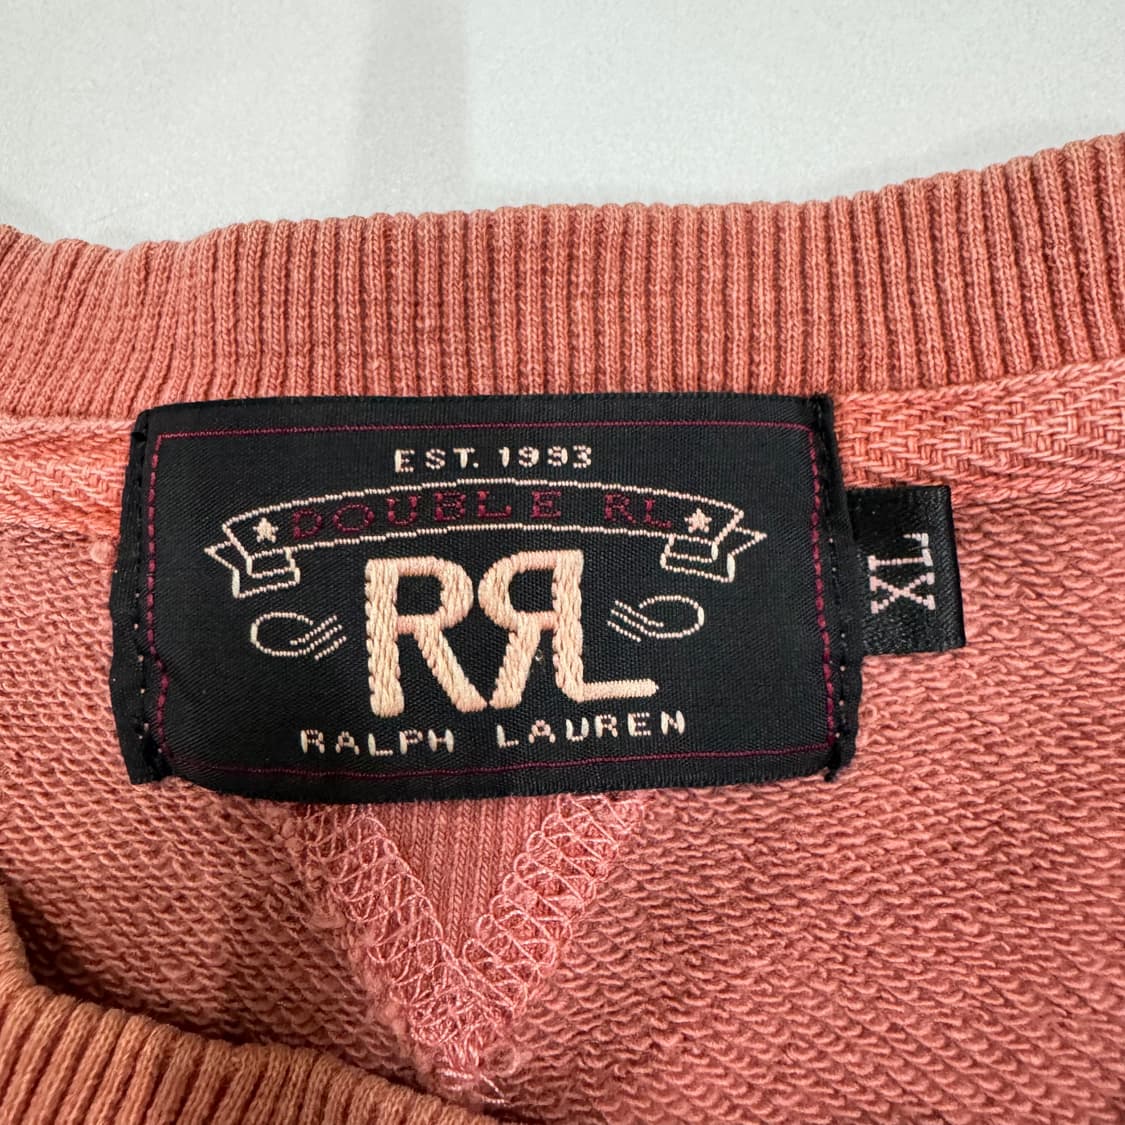 EST. 1993
DOUBLE RL
RRL
RALPH LAUREN
XL